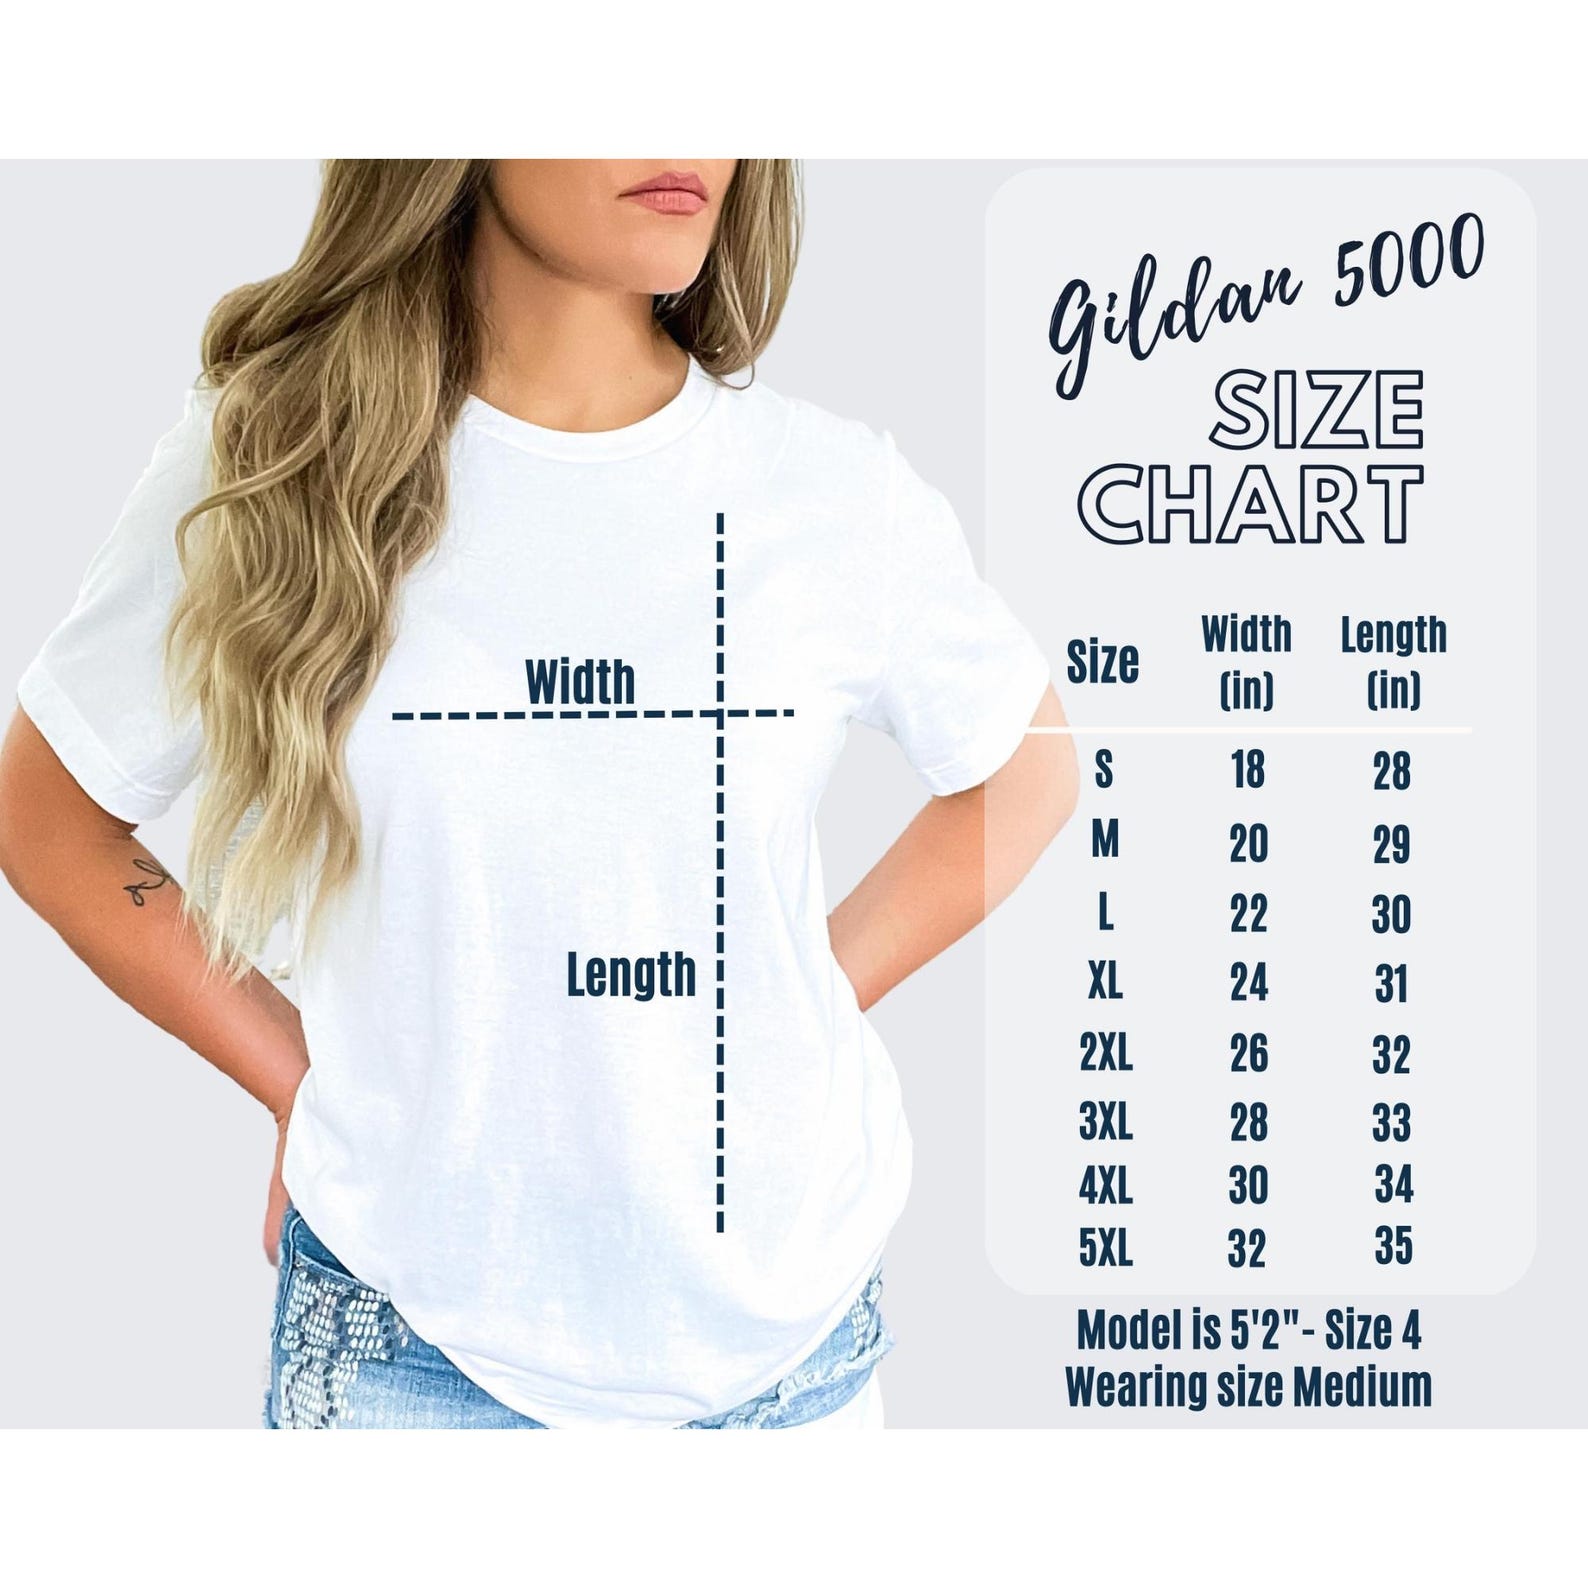 Gildan 5000
SIZE
CHART
Width
Length
Size Width (in) Length (in)
S 18 28
M 20 29
L 22 30
XL 24 31
2XL 26 32
3XL 28 33
4XL 30 34
5XL 32 35
Model is 5'2"- Size 4
Wearing size Medium